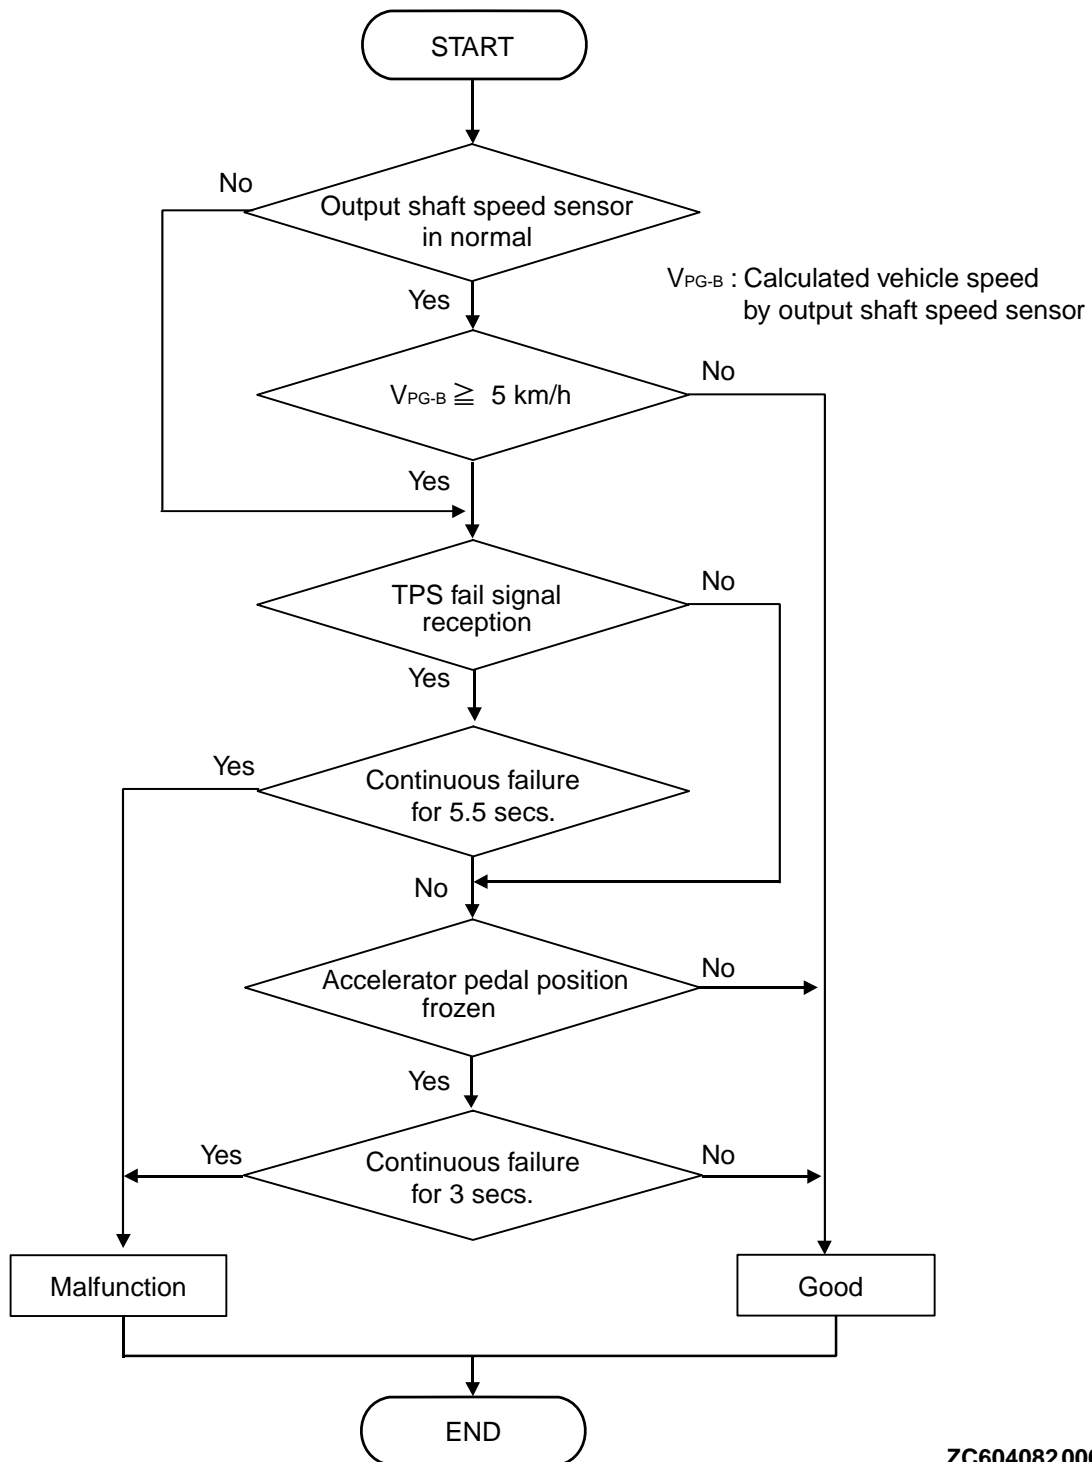 START
No
Output shaft speed sensor
in normal
VPG-B : Calculated vehicle speed
by output shaft speed sensor
Yes
No
VPG-B ≧ 5 km/h
Yes
No
TPS fail signal
reception
Yes
Yes
Continuous failure
for 5.5 secs.
No
Accelerator pedal position
frozen
No
Yes
Yes
Continuous failure
for 3 secs.
No
Malfunction
Good
END